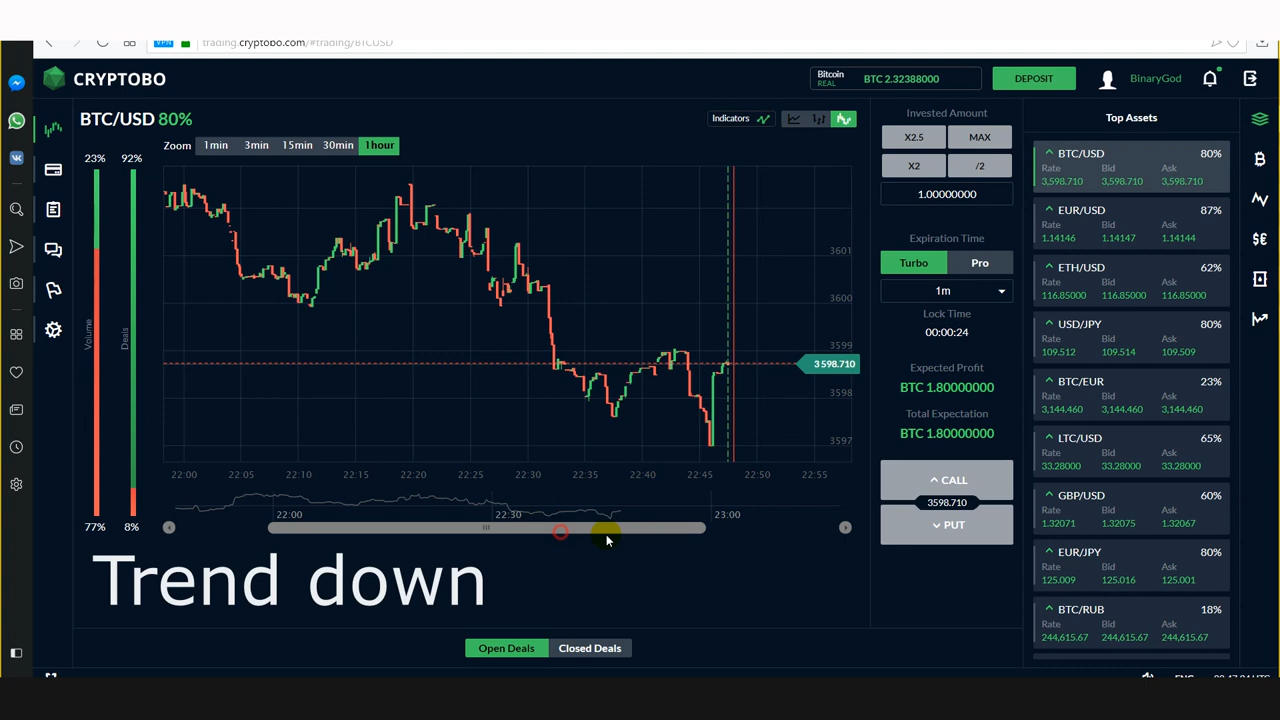 VPN trading.cryptobo.com/#trading/BTCUSD
CRYPTOBO
Bitcoin
REAL
BTC 2.32388000
DEPOSIT
BinaryGod
BTC/USD 80%
Indicators
Zoom 1min 3min 15min 30min 1hour
23% 92%
Volume
Deals
77% 8%
3601
3600
3599
3 598.710
3598
3597
22:00 22:05 22:10 22:15 22:20 22:25 22:30 22:35 22:40 22:45 22:50 22:55
22:00 22:30 23:00
Trend down
Open Deals Closed Deals
Invested Amount
X2.5 MAX
X2 /2
1.00000000
Expiration Time
Turbo Pro
1m
Lock Time
00:00:24
Expected Profit
BTC 1.80000000
Total Expectation
BTC 1.80000000
CALL
3598.710
PUT
Top Assets
BTC/USD 80%
Rate Bid Ask
3,598.710 3,598.710 3,598.710
EUR/USD 87%
Rate Bid Ask
1.14146 1.14147 1.14144
ETH/USD 62%
Rate Bid Ask
116.85000 116.85000 116.85000
USD/JPY 80%
Rate Bid Ask
109.512 109.514 109.509
BTC/EUR 23%
Rate Bid Ask
3,144.460 3,144.460 3,144.460
LTC/USD 65%
Rate Bid Ask
33.28000 33.28000 33.28000
GBP/USD 60%
Rate Bid Ask
1.32071 1.32075 1.32067
EUR/JPY 80%
Rate Bid Ask
125.009 125.016 125.001
BTC/RUB 18%
Rate Bid Ask
244,615.67 244,615.67 244,615.67